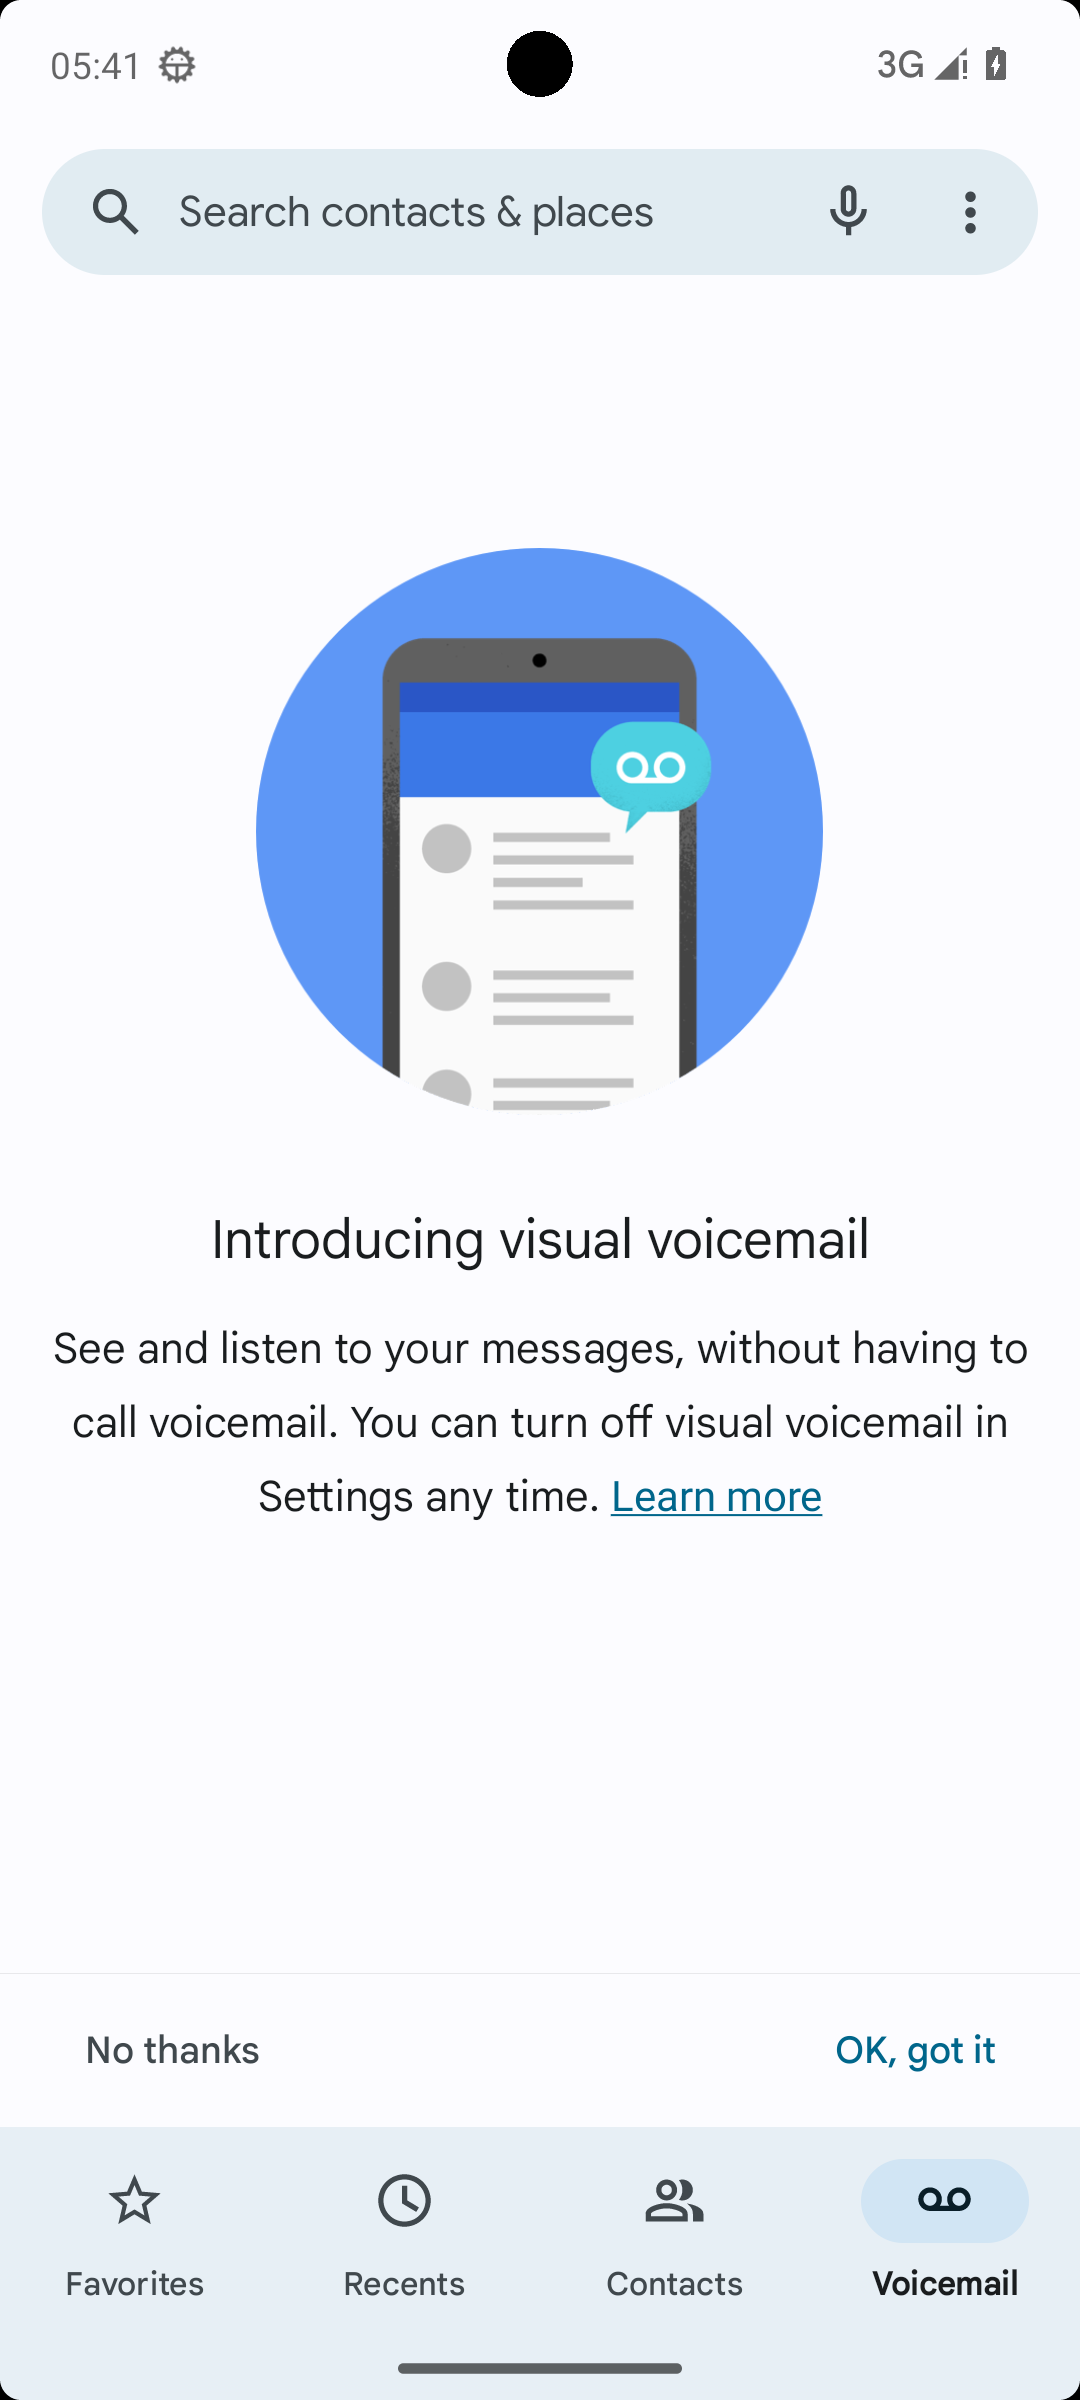 05:41
3G
Search contacts & places
Introducing visual voicemail
See and listen to your messages, without having to
call voicemail. You can turn off visual voicemail in
Settings any time. Learn more
No thanks
OK, got it
Favorites
Recents
Contacts
Voicemail